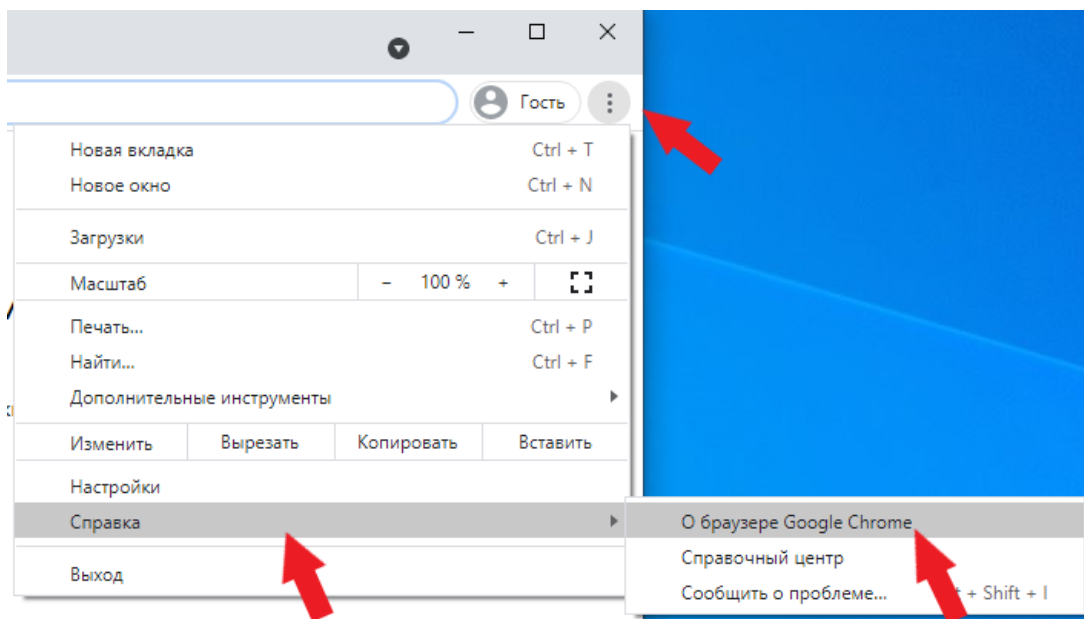 Гость
Новая вкладка Ctrl + T
Новое окно Ctrl + N
Загрузки Ctrl + J
Масштаб - 100 % +
Печать... Ctrl + P
Найти... Ctrl + F
Дополнительные инструменты
Изменить Вырезать Копировать Вставить
Настройки
Справка
О браузере Google Chrome
Справочный центр
Выход
Сообщить о проблеме... + Shift + I